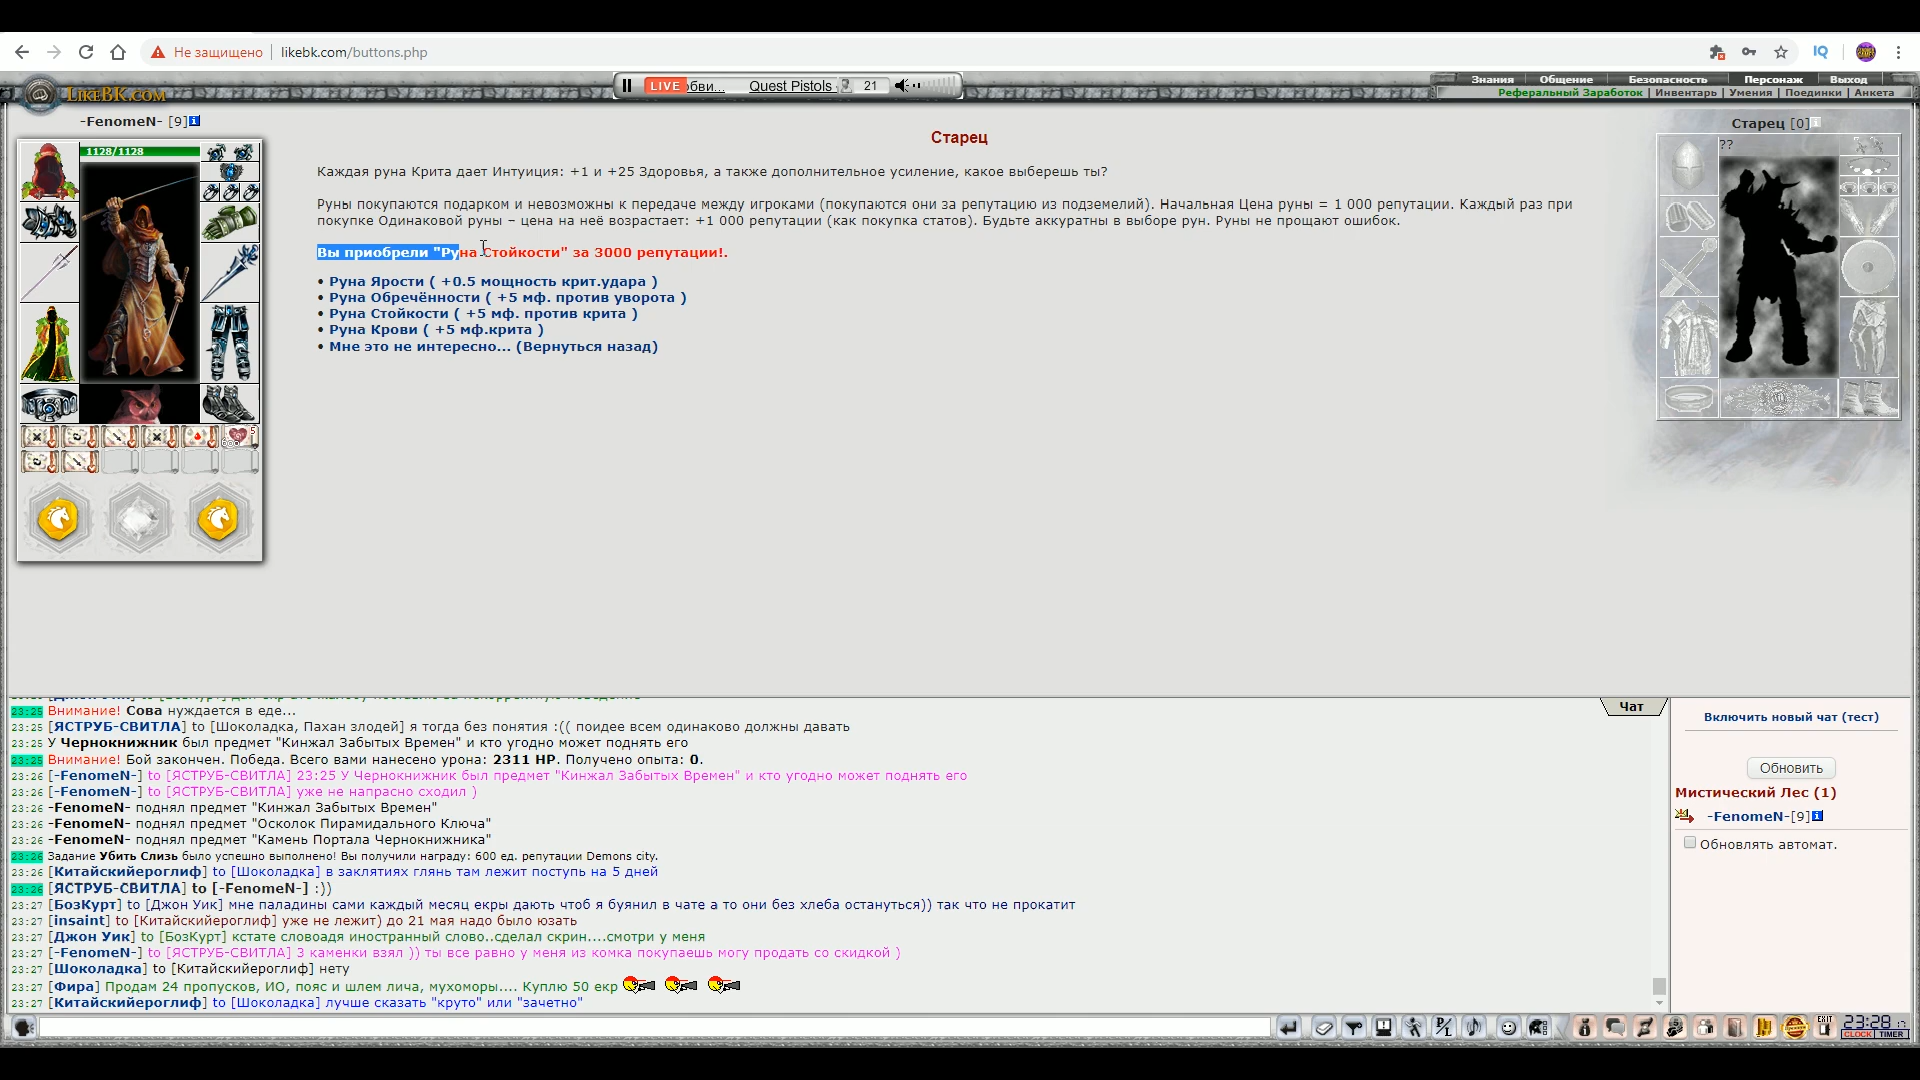 Не защищено
likebk.com/buttons.php
LIKEBK.COM
LIVE обви... Quest Pistols 21
Знания Общение Безопасность Персонаж Выход
Реферальный Заработок | Инвентарь | Умения | Поединки | Анкета
-FenomeN- [9]
1128/1128
Старец
Старец [0]
??
Каждая руна Крита дает Интуиция: +1 и +25 Здоровья, а также дополнительное усиление, какое выберешь ты?
Руны покупаются подарком и невозможны к передаче между игроками (покупаются они за репутацию из подземелий). Начальная Цена руны = 1 000 репутации. Каждый раз при
покупке Одинаковой руны – цена на неё возрастает: +1 000 репутации (как покупка статов). Будьте аккуратны в выборе рун. Руны не прощают ошибок.
Вы приобрели "Руна Стойкости" за 3000 репутации!.
• Руна Ярости ( +0.5 мощность крит.удара )
• Руна Обречённости ( +5 мф. против уворота )
• Руна Стойкости ( +5 мф. против крита )
• Руна Крови ( +5 мф.крита )
• Мне это не интересно... (Вернуться назад)
23:25 Внимание! Сова нуждается в еде...
23:25 [ЯСТРУБ-СВИТЛА] to [Шоколадка, Пахан злодей] я тогда без понятия :(( поидее всем одинаково должны давать
23:25 У Чернокнижник был предмет "Кинжал Забытых Времен" и кто угодно может поднять его
23:25 Внимание! Бой закончен. Победа. Всего вами нанесено урона: 2311 HP. Получено опыта: 0.
23:26 [-FenomeN-] to [ЯСТРУБ-СВИТЛА] 23:25 У Чернокнижник был предмет "Кинжал Забытых Времен" и кто угодно может поднять его
23:26 [-FenomeN-] to [ЯСТРУБ-СВИТЛА] уже не напрасно сходил )
23:26 -FenomeN- поднял предмет "Кинжал Забытых Времен"
23:26 -FenomeN- поднял предмет "Осколок Пирамидального Ключа"
23:26 -FenomeN- поднял предмет "Камень Портала Чернокнижника"
23:26 Задание Убить Слизь было успешно выполнено! Вы получили награду: 600 ед. репутации Demons city.
23:26 [Китайскийероглиф] to [Шоколадка] в заклятиях глянь там лежит поступь на 5 дней
23:26 [ЯСТРУБ-СВИТЛА] to [-FenomeN-] :))
23:27 [БозКурт] to [Джон Уик] мне паладины сами каждый месяц екры дають чтоб я буянил в чате а то они без хлеба остануться)) так что не прокатит
23:27 [insaint] to [Китайскийероглиф] уже не лежит) до 21 мая надо было юзать
23:27 [Джон Уик] to [БозКурт] кстате словоадя иностранный слово..сделал скрин....смотри у меня
23:27 [-FenomeN-] to [ЯСТРУБ-СВИТЛА] 3 каменки взял )) ты все равно у меня из комка покупаешь могу продать со скидкой )
23:27 [Шоколадка] to [Китайскийероглиф] нету
23:27 [Фира] Продам 24 пропусков, ИО, пояс и шлем лича, мухоморы.... Куплю 50 екр
23:27 [Китайскийероглиф] to [Шоколадка] лучше сказать "круто" или "зачетно"
Чат
Включить новый чат (тест)
Обновить
Мистический Лес (1)
-FenomeN-[9]
Обновлять автомат.
EXIT
23:28
CLOCK TIMER